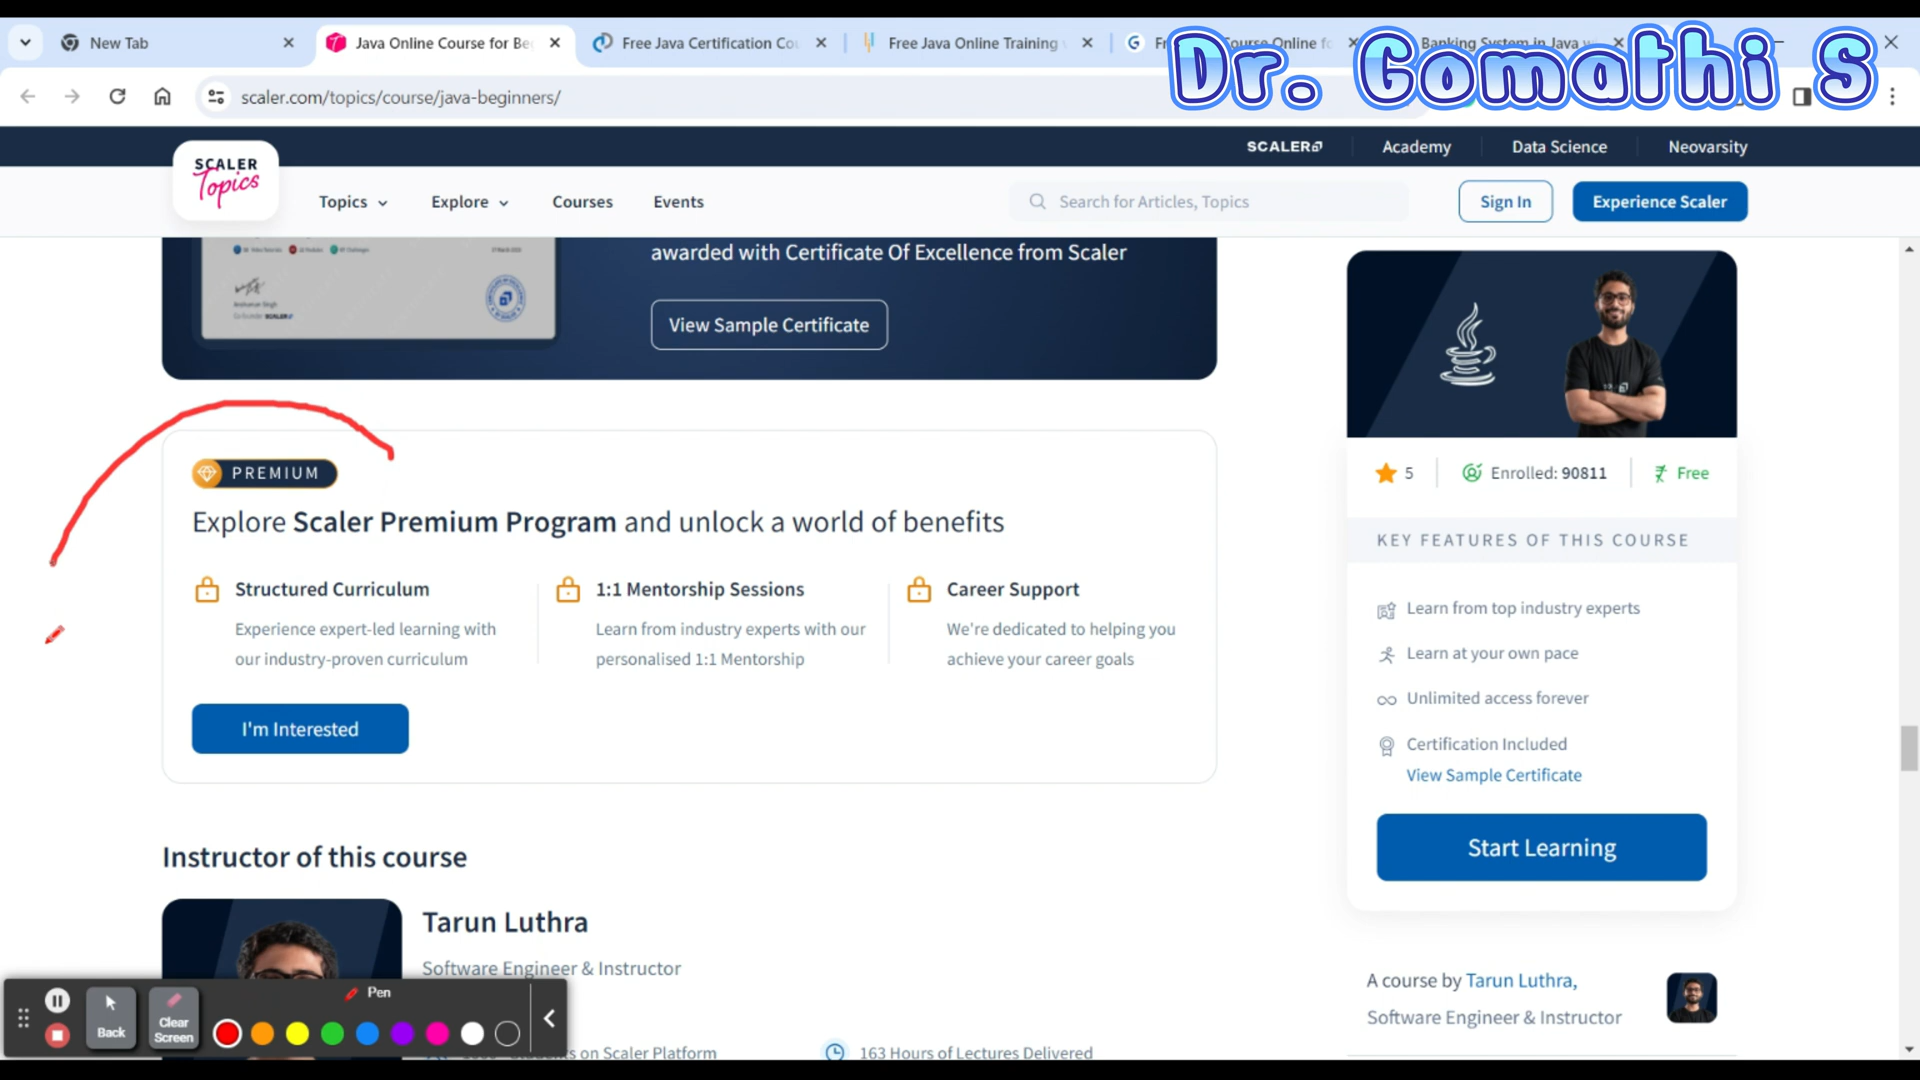 New Tab
Java Online Course for Be
Free Java Certification Cou
Free Java Online Training
Course Online fo
Banking System in Java
Dr. Gomathi S
scaler.com/topics/course/java-beginners/
SCALER
Academy
Data Science
Neovarsity
SCALER
Topics
Topics
Explore
Courses
Events
Search for Articles, Topics
Sign In
Experience Scaler
awarded with Certificate Of Excellence from Scaler
View Sample Certificate
PREMIUM
Explore Scaler Premium Program and unlock a world of benefits
Structured Curriculum
Experience expert-led learning with
our industry-proven curriculum
1:1 Mentorship Sessions
Learn from industry experts with our
personalised 1:1 Mentorship
Career Support
We're dedicated to helping you
achieve your career goals
I'm Interested
5
Enrolled: 90811
Free
KEY FEATURES OF THIS COURSE
Learn from top industry experts
Learn at your own pace
Unlimited access forever
Certification Included
View Sample Certificate
Start Learning
Instructor of this course
Tarun Luthra
Software Engineer & Instructor
on Scaler Platform
163 Hours of Lectures Delivered
A course by Tarun Luthra,
Software Engineer & Instructor
Pen
Back
Clear
Screen